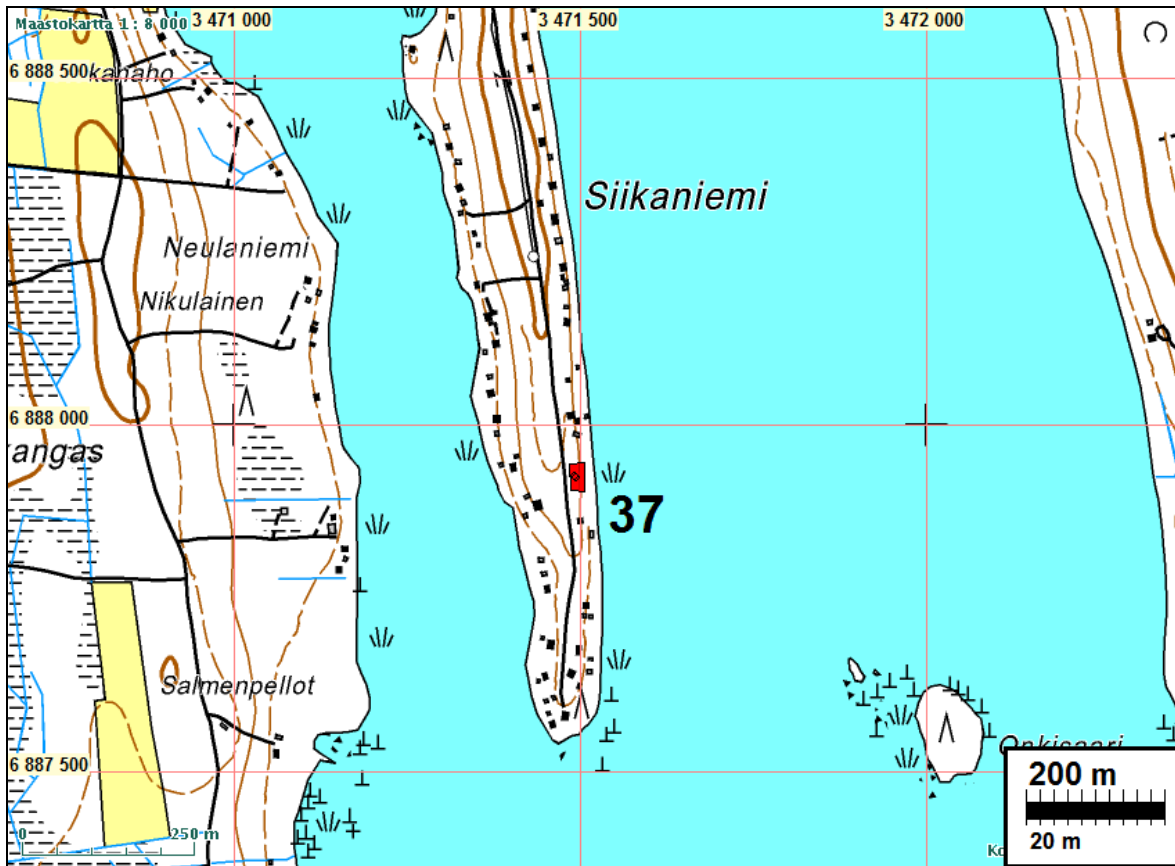 Maastokartta 1 : 8 000
3 471 000
3 471 500
3 472 000
6 888 500
kanaho
Siikaniemi
Neulaniemi
Nikulainen
6 888 000
angas
37
Salmenpellot
Onkisaari
6 887 500
200 m
20 m
0 250 m